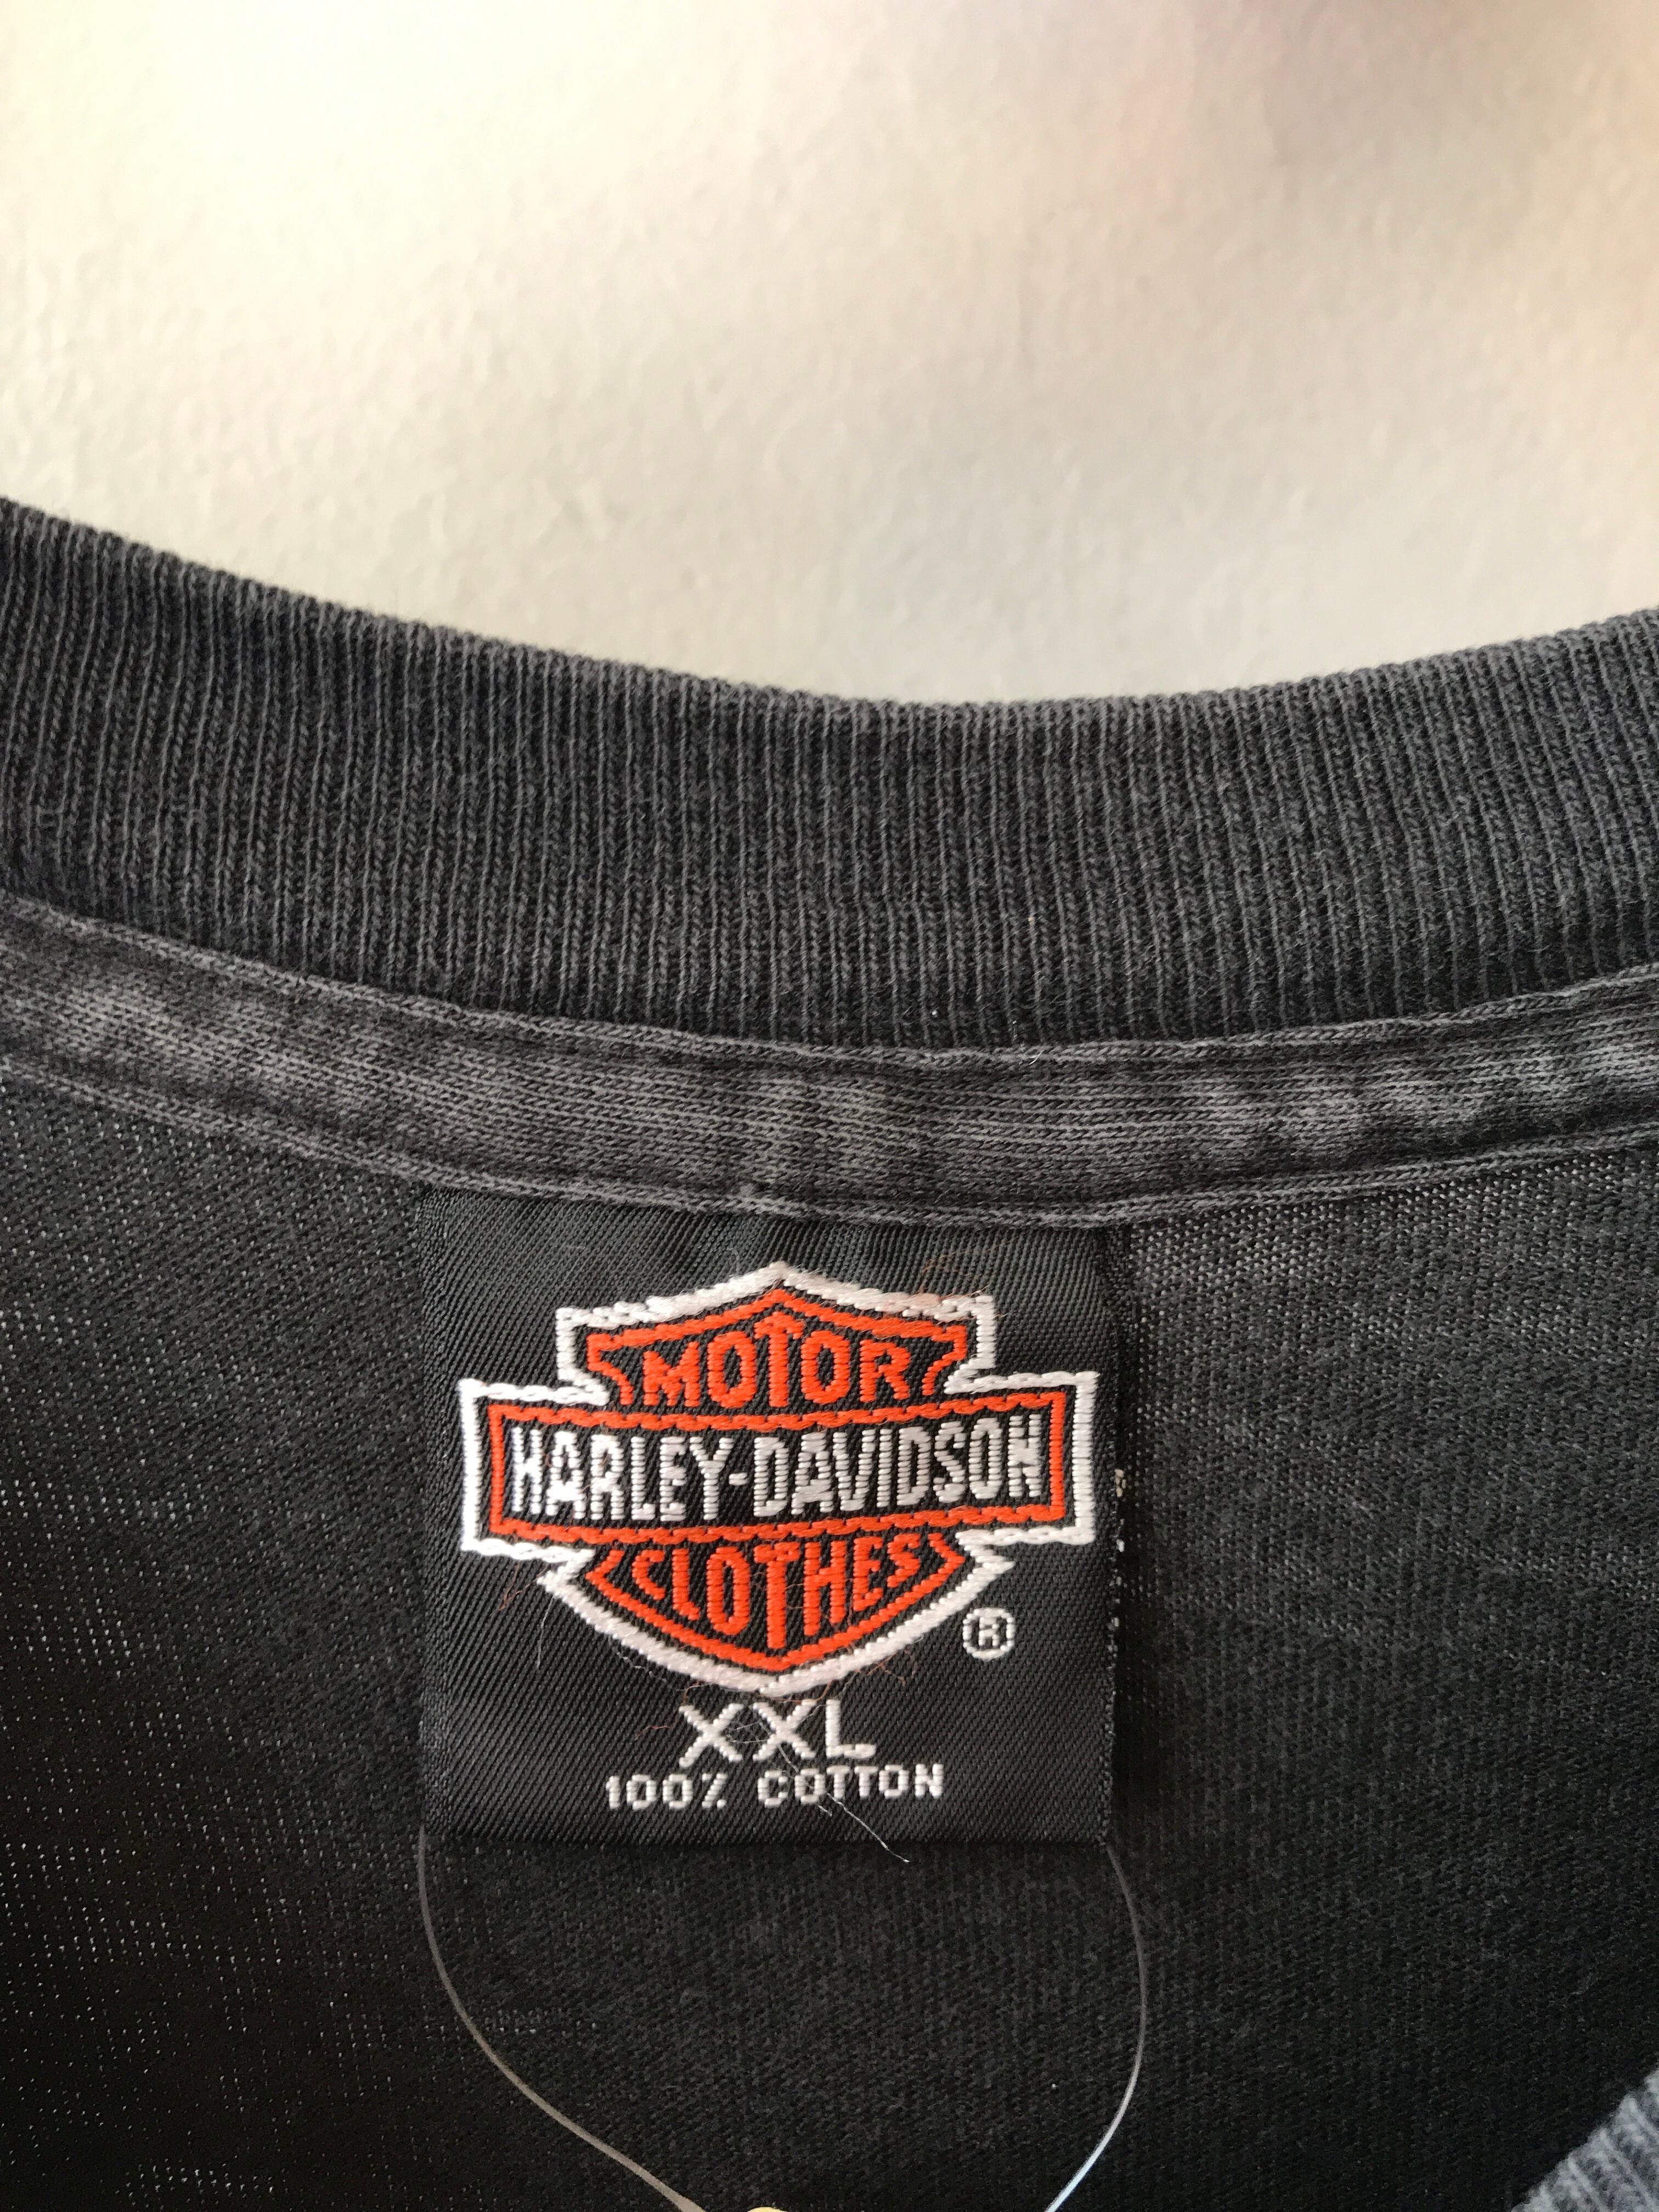 MOTOR
HARLEY-DAVIDSON
CLOTHES
®
XXL
100% COTTON